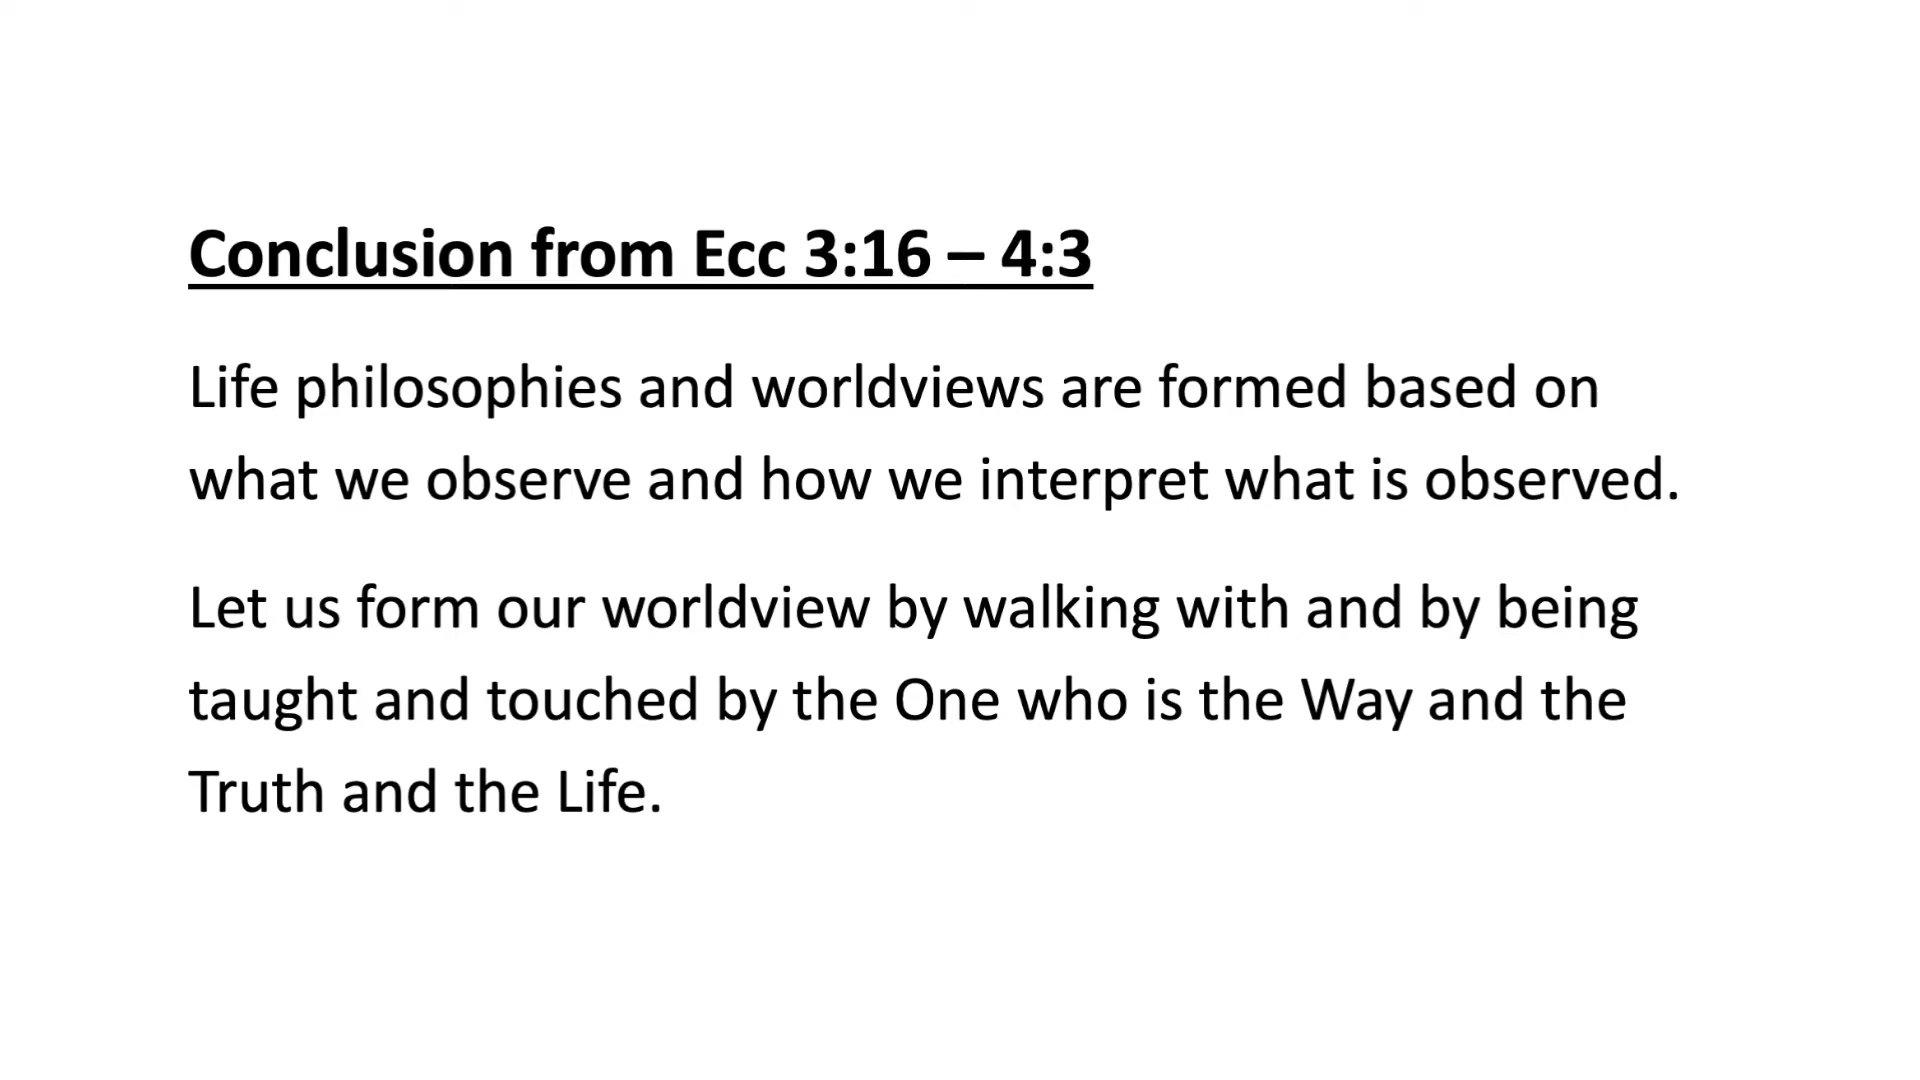 Conclusion from Ecc 3:16 – 4:3
Life philosophies and worldviews are formed based on
what we observe and how we interpret what is observed.
Let us form our worldview by walking with and by being
taught and touched by the One who is the Way and the
Truth and the Life.